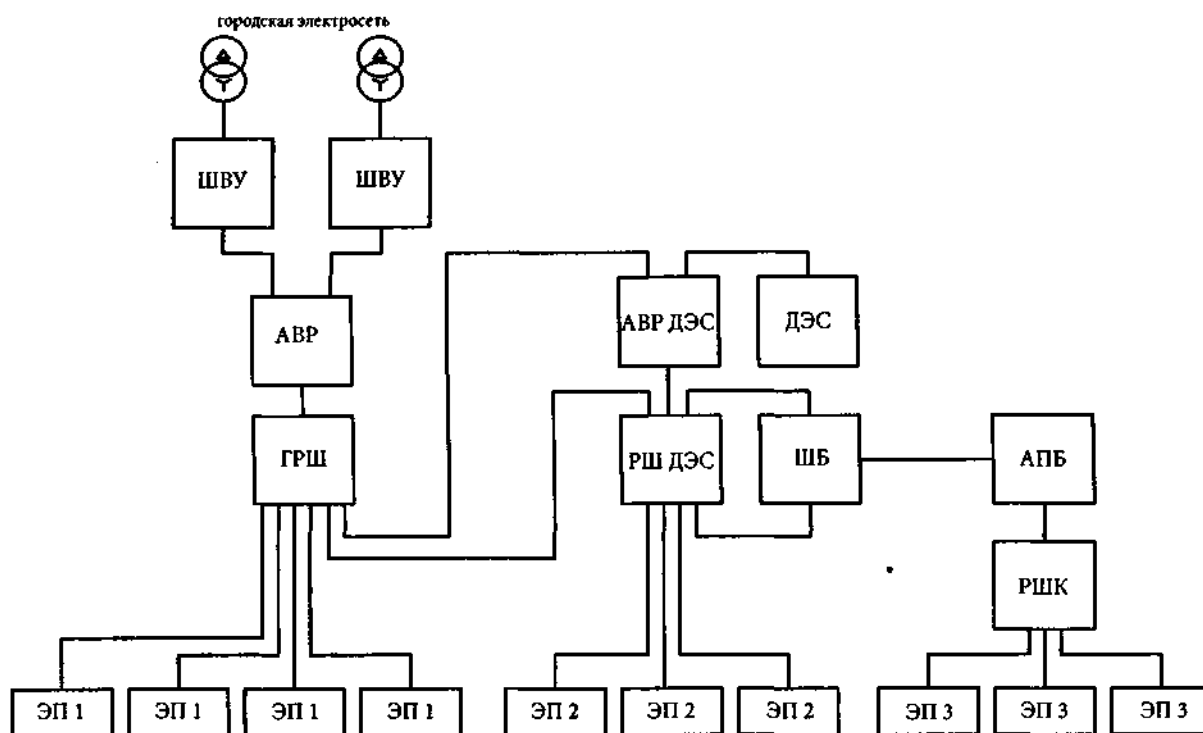 городская электросеть
ШВУ ШВУ
АВР АВР ДЭС ДЭС
ГРШ РШ ДЭС ШБ АПБ
РШК
ЭП 1 ЭП 1 ЭП 1 ЭП 1 ЭП 2 ЭП 2 ЭП 2 ЭП 3 ЭП 3 ЭП 3